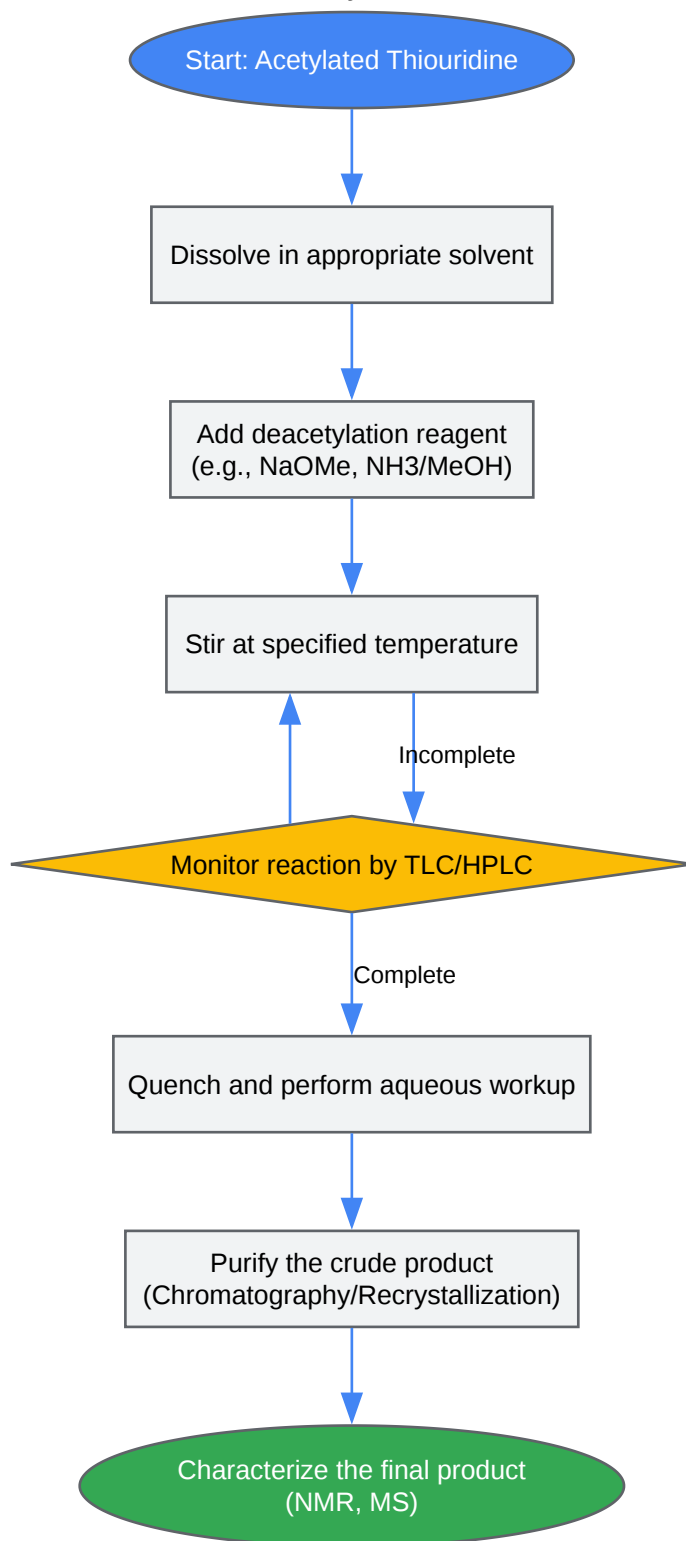 Start: Acetylated Thiouridine
Dissolve in appropriate solvent
Add deacetylation reagent
(e.g., NaOMe, NH3/MeOH)
Stir at specified temperature
Incomplete
Monitor reaction by TLC/HPLC
Complete
Quench and perform aqueous workup
Purify the crude product
(Chromatography/Recrystallization)
Characterize the final product
(NMR, MS)